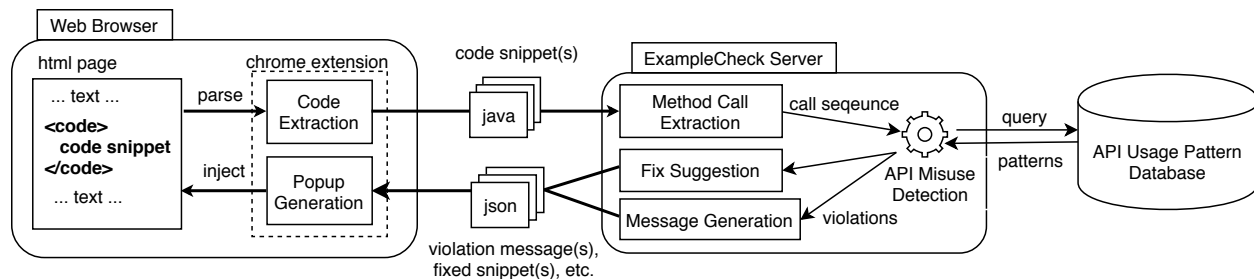 Web Browser
html page
... text ...
<code>
code snippet
</code>
... text ...
parse
inject
chrome extension
Code
Extraction
Popup
Generation
code snippet(s)
java
json
violation message(s),
fixed snippet(s), etc.
ExampleCheck Server
Method Call
Extraction
Fix Suggestion
Message Generation
call seqeunce
violations
API Misuse
Detection
query
patterns
API Usage Pattern
Database